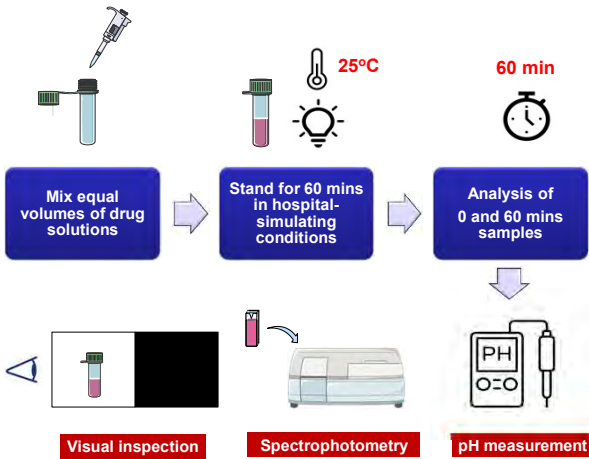 25°C
60 min
Mix equal
volumes of drug
solutions
Stand for 60 mins
in hospital-
simulating
conditions
Analysis of
0 and 60 mins
samples
PH
Visual inspection
Spectrophotometry
pH measurement